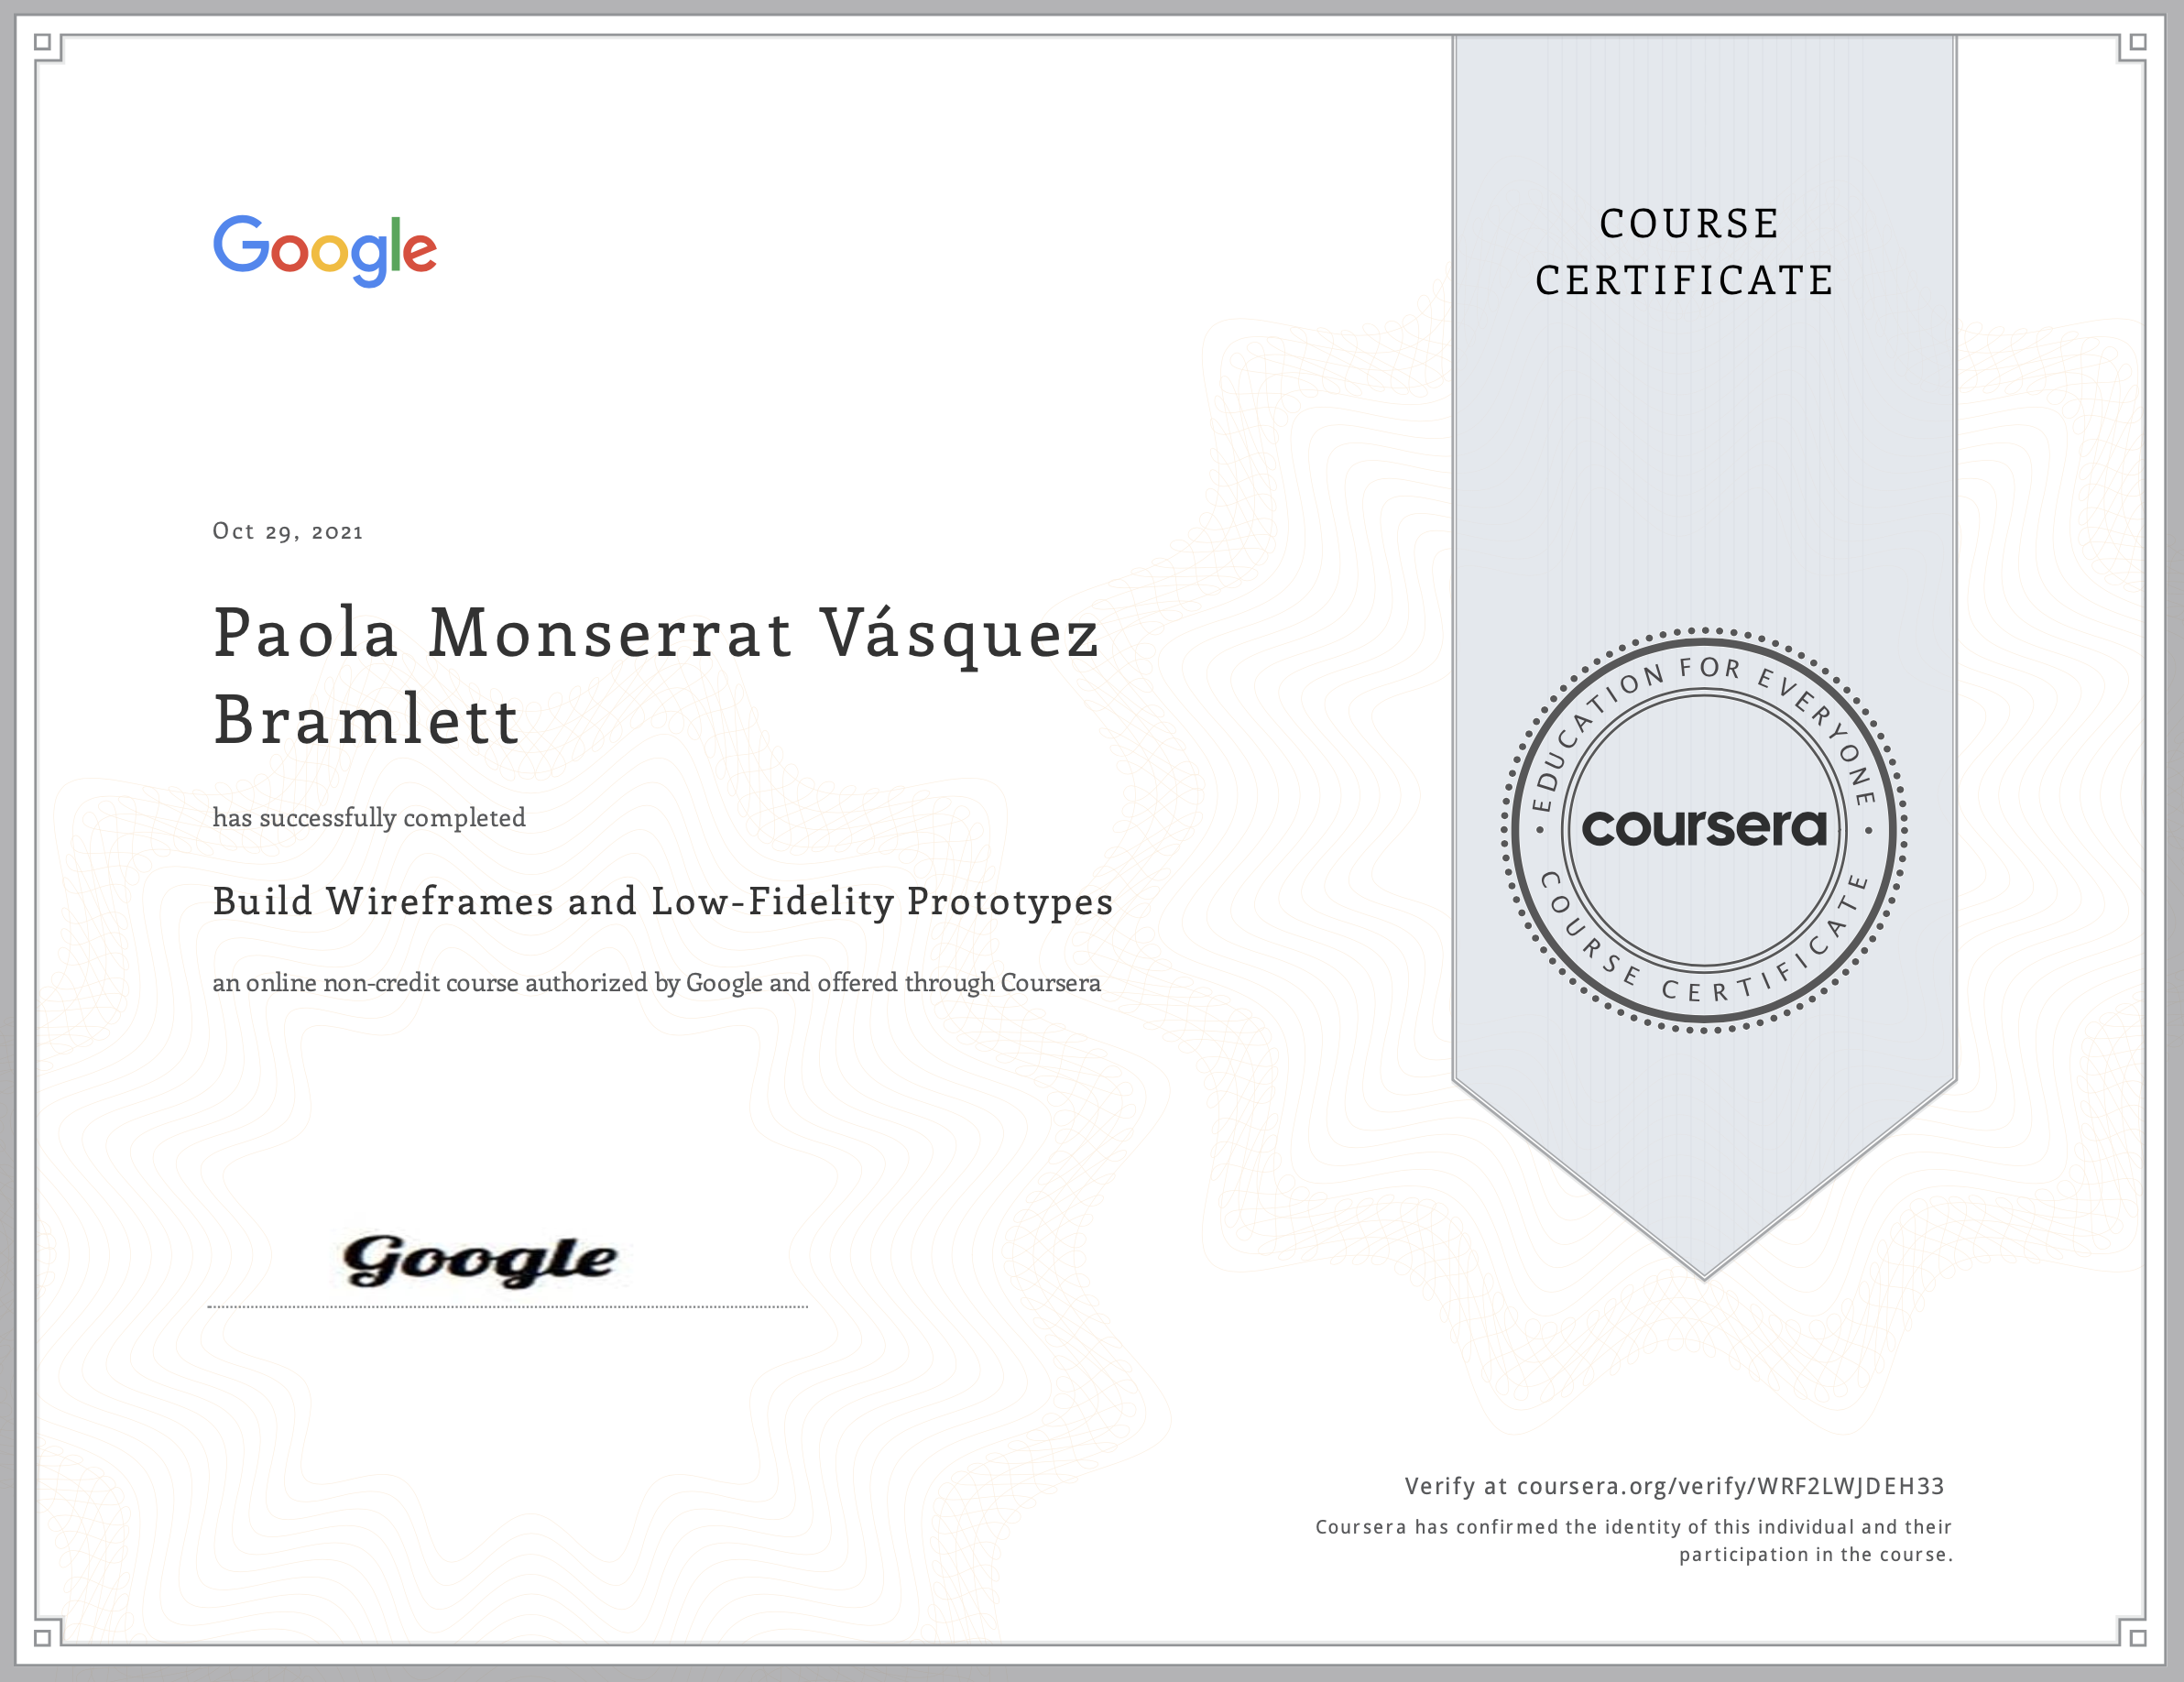 Google
COURSE
CERTIFICATE
Oct 29, 2021
Paola Monserrat Vásquez
Bramlett
has successfully completed
Build Wireframes and Low-Fidelity Prototypes
an online non-credit course authorized by Google and offered through Coursera
EDUCATION FOR EVERYONE
coursera
COURSE CERTIFICATE
Google
Verify at coursera.org/verify/WRF2LWJDEH33
Coursera has confirmed the identity of this individual and their
participation in the course.